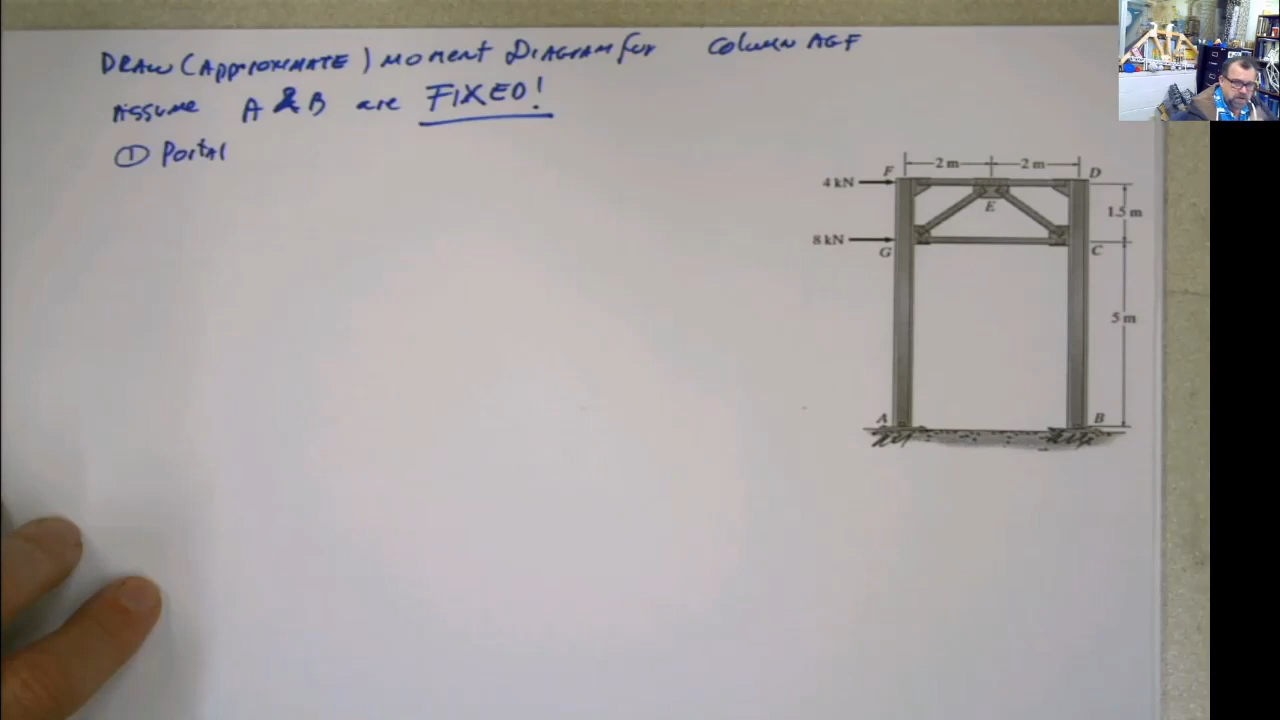 DRAW (APPROXIMATE) MOMENT DIAGRAM for COLUMN AGF
ASSUME A & B are FIXED!
① Portal
2 m 2 m
F D
4 kN
E
1.5 m
8 kN
G C
5 m
A B